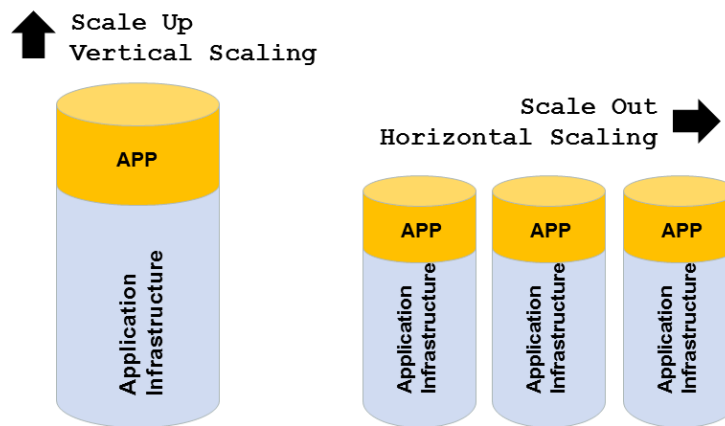 Scale Up
Vertical Scaling
APP
Application
Infrastructure
Scale Out
Horizontal Scaling
APP
Application
Infrastructure
APP
Application
Infrastructure
APP
Application
Infrastructure